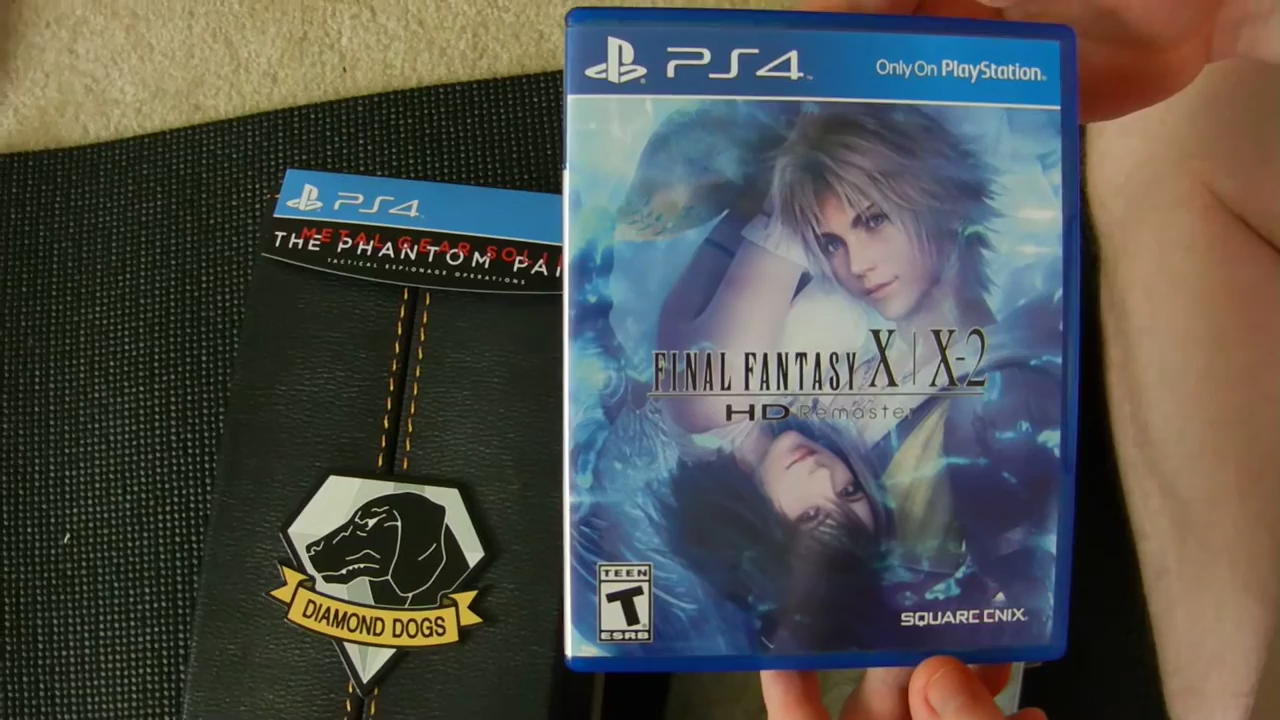 PS4
METAL GEAR SOLI
THE PHANTOM PAI
TACTICAL ESPIONAGE OPERATIONS
DIAMOND DOGS
PS4
Only On PlayStation
FINAL FANTASY X | X-2
HD Remaster
TEEN
T
ESRB
SQUARE ENIX